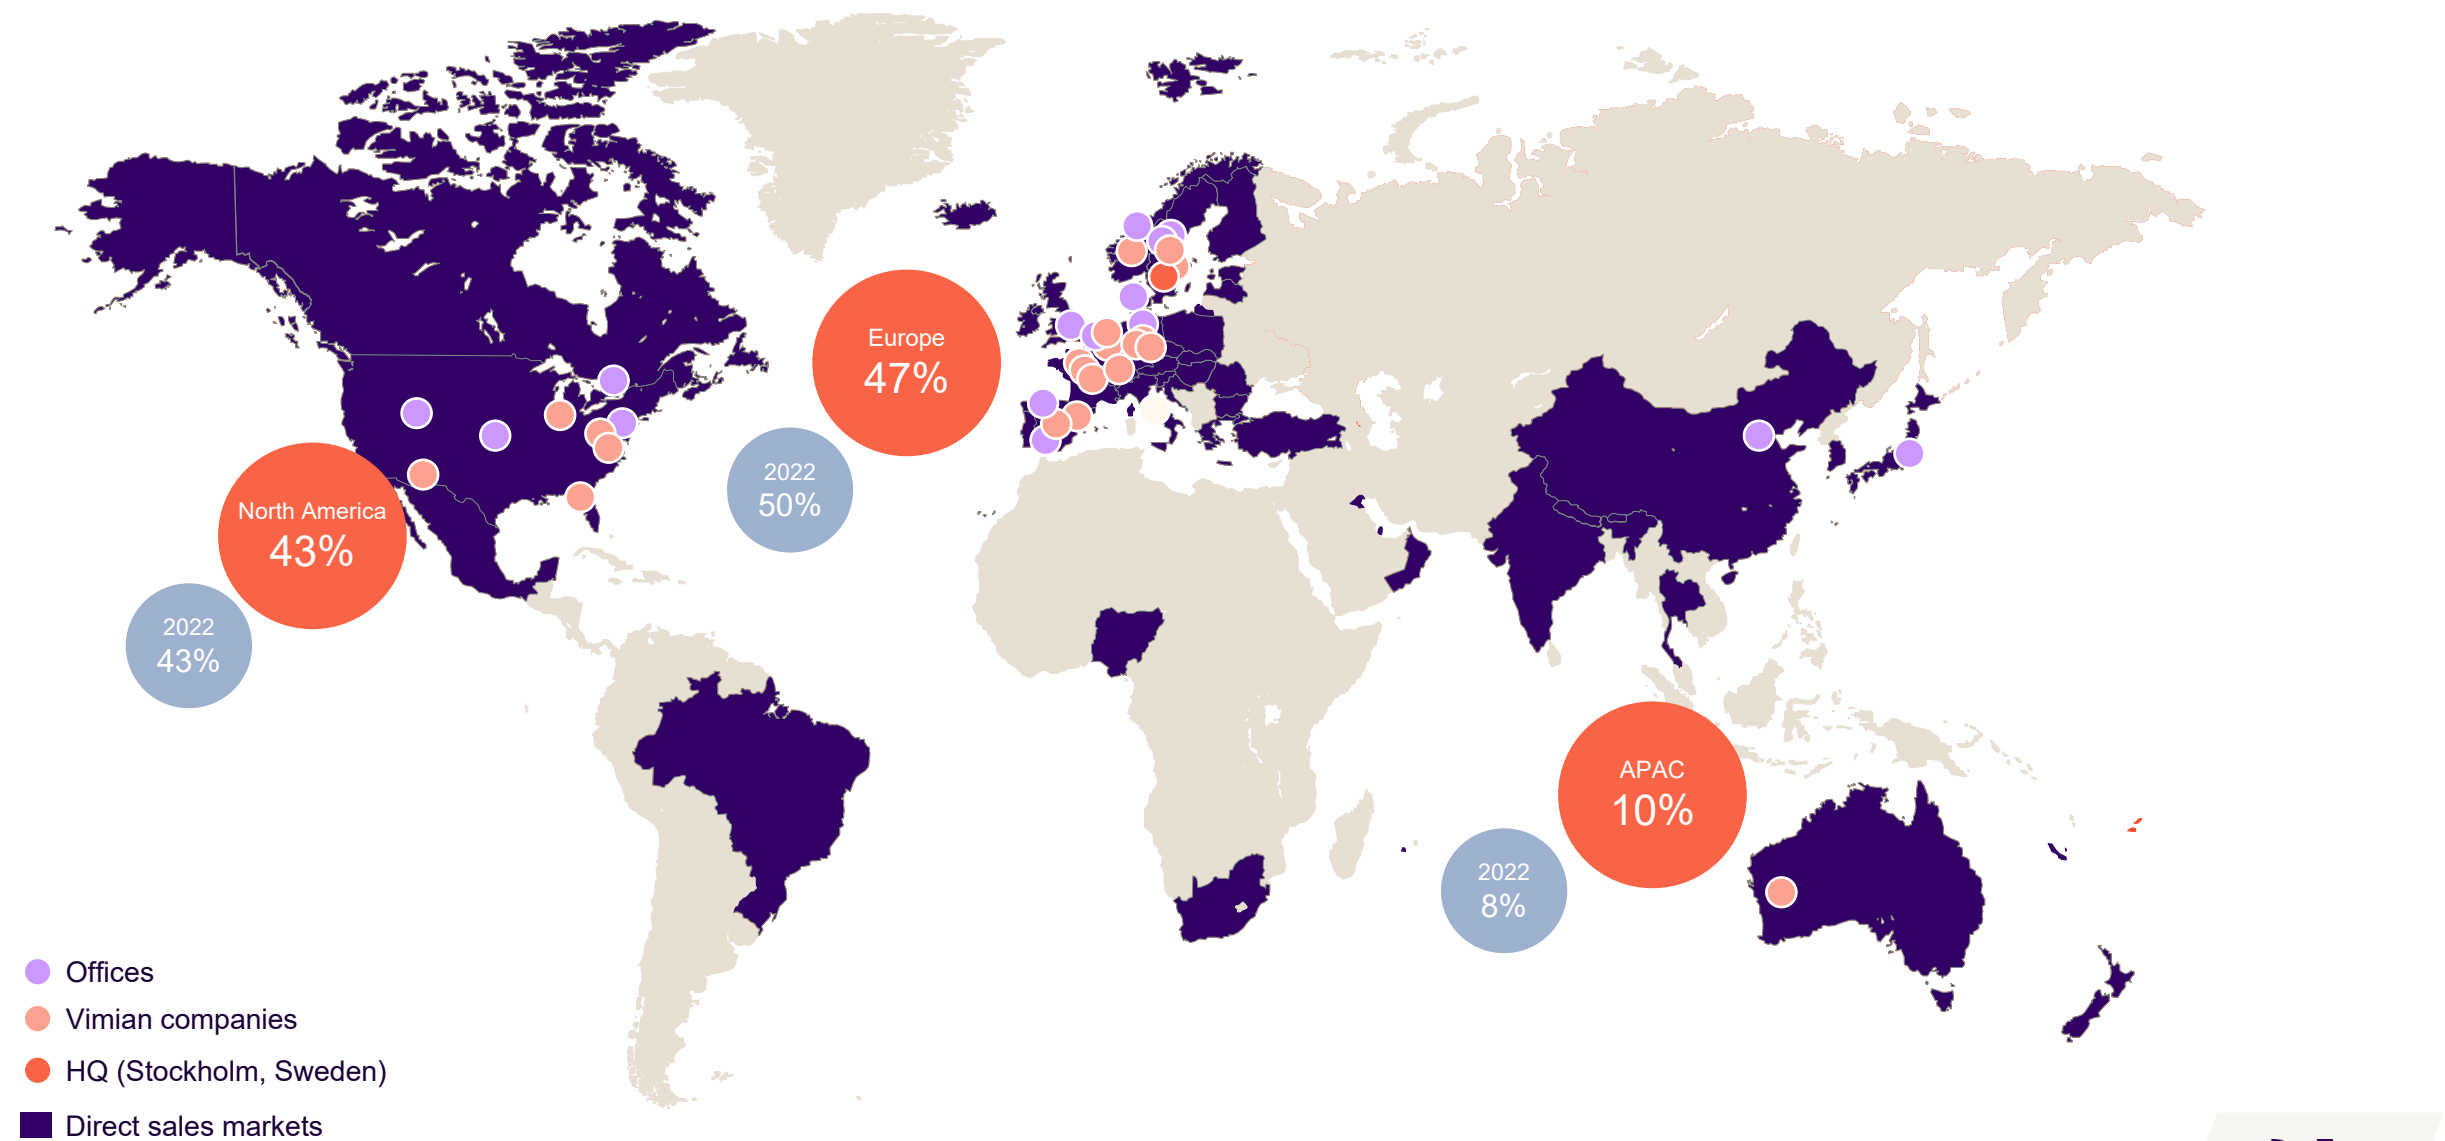 Europe
47%
2022
50%
North America
43%
2022
43%
APAC
10%
2022
8%
Offices
Vimian companies
HQ (Stockholm, Sweden)
Direct sales markets